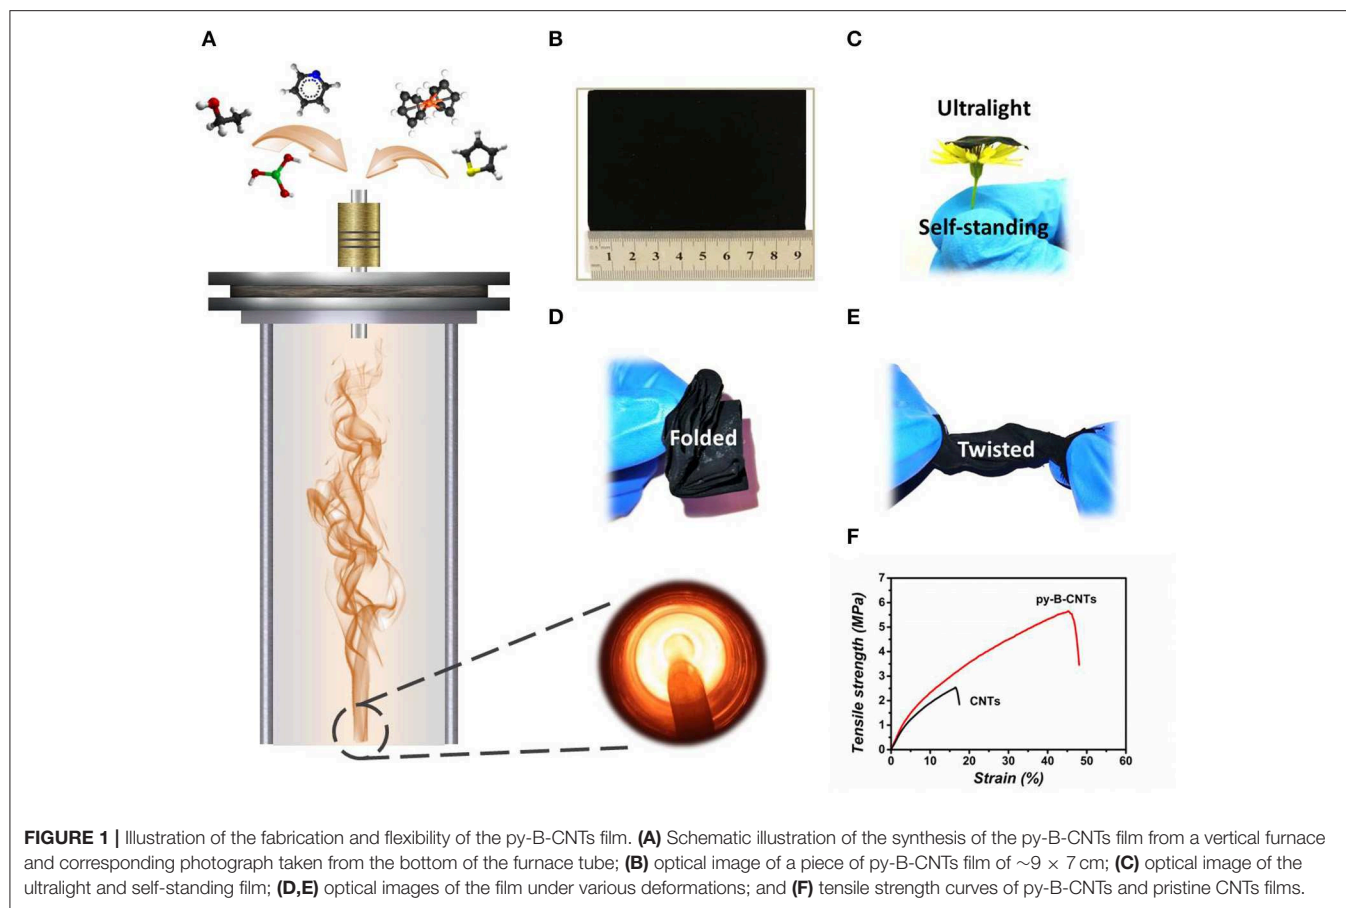 A
B
C
Ultralight
Self-standing
1 2 3 4 5 6 7 8 9
D
E
Folded
Twisted
F
7
6
5
4
3
2
1
0
Tensile strength (MPa)
py-B-CNTs
CNTs
0 10 20 30 40 50 60
Strain (%)
FIGURE 1 | Illustration of the fabrication and flexibility of the py-B-CNTs film. (A) Schematic illustration of the synthesis of the py-B-CNTs film from a vertical furnace
and corresponding photograph taken from the bottom of the furnace tube; (B) optical image of a piece of py-B-CNTs film of ∼9 × 7 cm; (C) optical image of the
ultralight and self-standing film; (D,E) optical images of the film under various deformations; and (F) tensile strength curves of py-B-CNTs and pristine CNTs films.